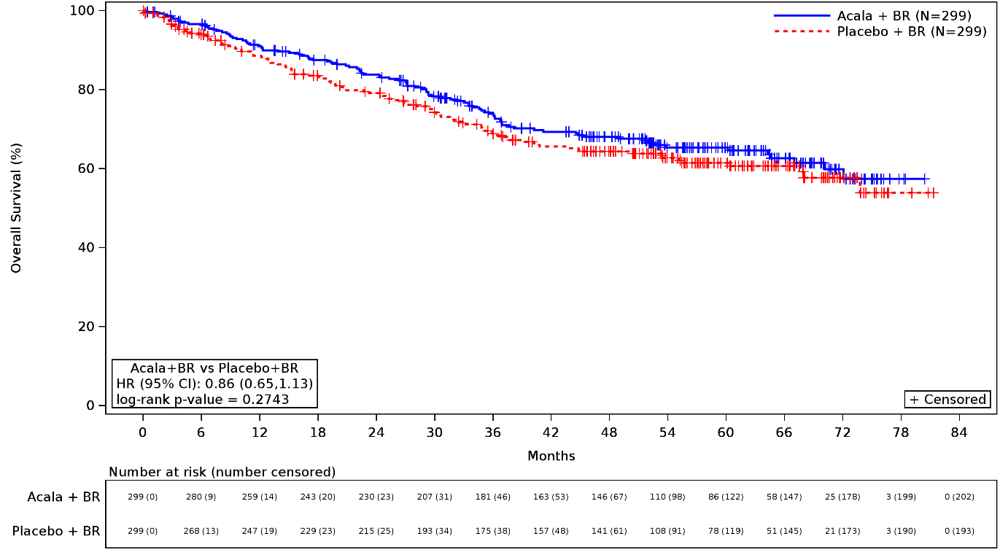 Acala + BR (N=299)
Placebo + BR (N=299)
100
80
60
40
20
0
Overall Survival (%)
Acala+BR vs Placebo+BR
HR (95% CI): 0.86 (0.65,1.13)
log-rank p-value = 0.2743
+ Censored
0 6 12 18 24 30 36 42 48 54 60 66 72 78 84
Months
Number at risk (number censored)
Acala + BR 299 (0) 280 (9) 259 (14) 243 (20) 230 (23) 207 (31) 181 (46) 163 (53) 146 (67) 110 (98) 86 (122) 58 (147) 25 (178) 3 (199) 0 (202)
Placebo + BR 299 (0) 268 (13) 247 (19) 229 (23) 215 (25) 193 (34) 175 (38) 157 (48) 141 (61) 108 (91) 78 (119) 51 (145) 21 (173) 3 (190) 0 (193)